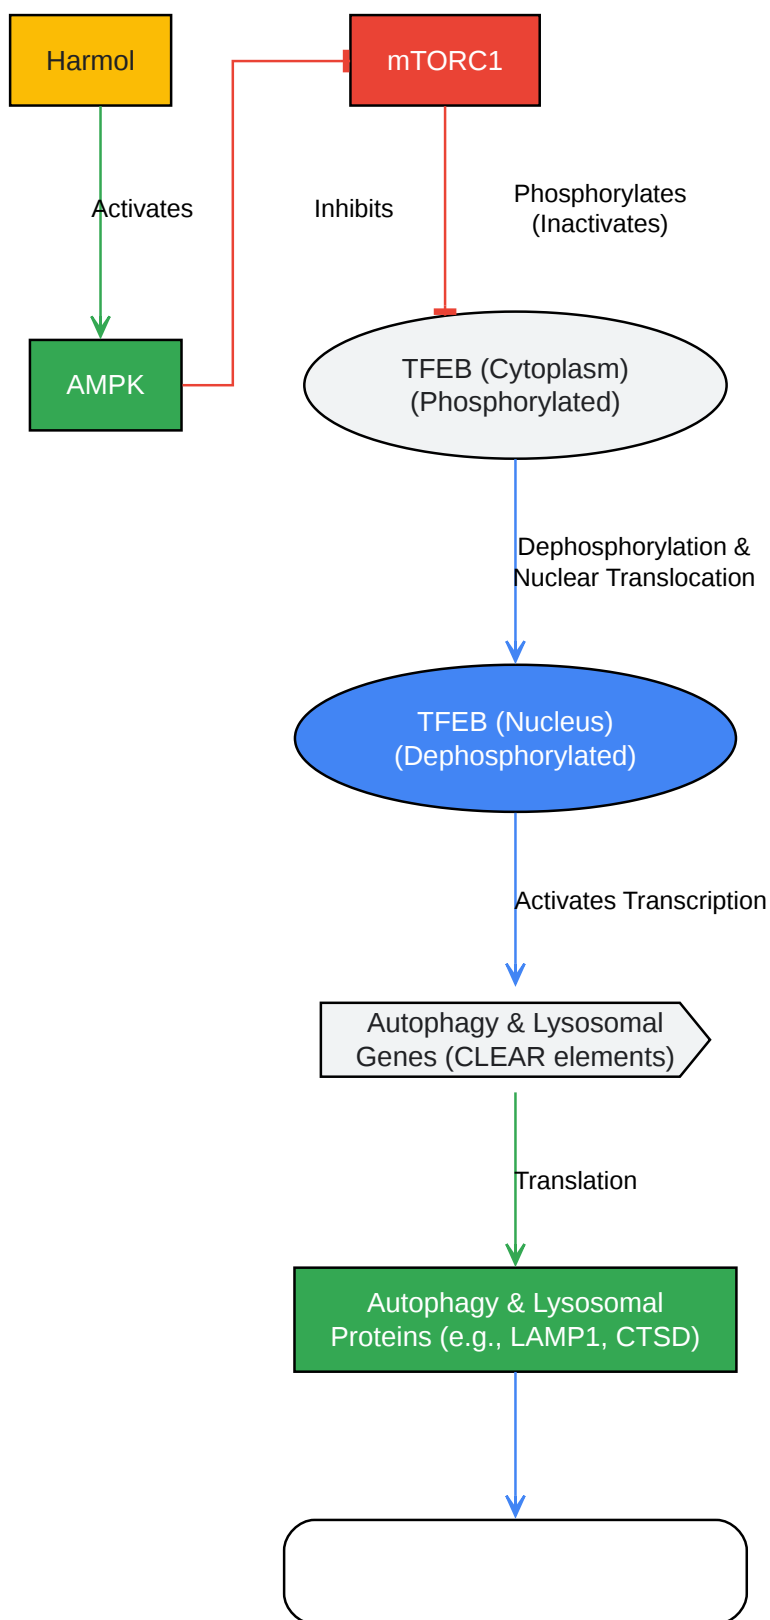 Harmol
mTORC1
Activates
Inhibits
Phosphorylates
(Inactivates)
AMPK
TFEB (Cytoplasm)
(Phosphorylated)
Dephosphorylation &
Nuclear Translocation
TFEB (Nucleus)
(Dephosphorylated)
Activates Transcription
Autophagy & Lysosomal
Genes (CLEAR elements)
Translation
Autophagy & Lysosomal
Proteins (e.g., LAMP1, CTSD)